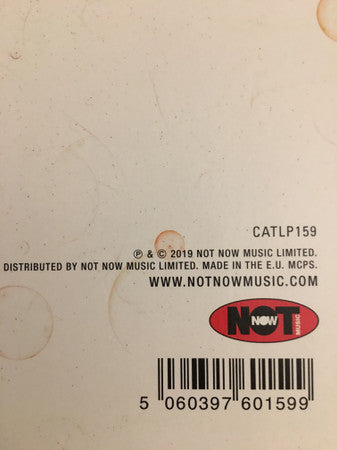 CATLP159
℗ & © 2019 NOT NOW MUSIC LIMITED.
DISTRIBUTED BY NOT NOW MUSIC LIMITED. MADE IN THE E.U. MCPS.
WWW.NOTNOWMUSIC.COM
NOT NOW MUSIC
5 060397 601599